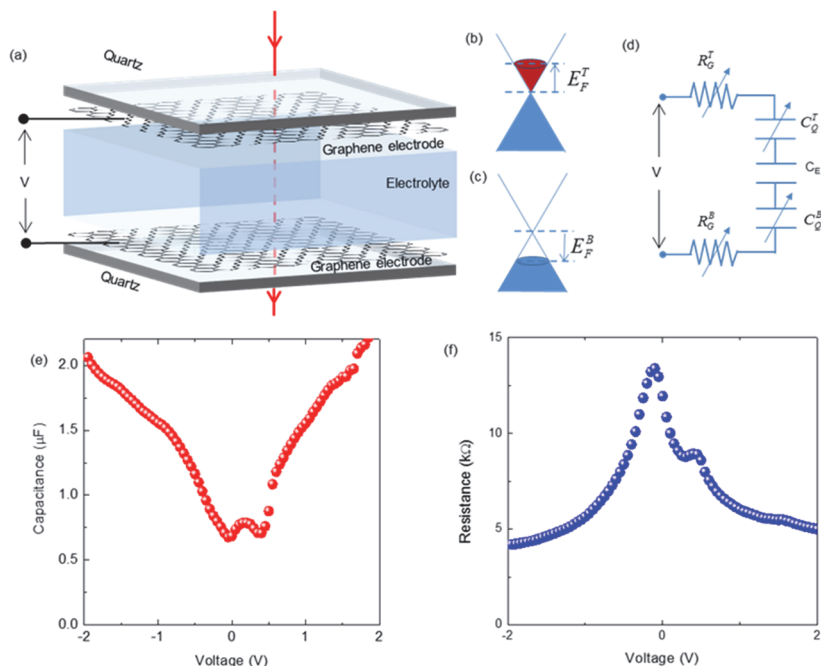 (a)
Quartz
Graphene electrode
V
Electrolyte
Graphene electrode
Quartz
(b)
E_F^T
(c)
E_F^B
(d)
R_G^T
C_Q^T
C_E
V
R_G^B
C_Q^B
(e)
2.0
1.5
1.0
0.5
0.0
Capacitance (μF)
-2 -1 0 1 2
Voltage (V)
(f)
15
10
5
0
Resistance (kΩ)
-2 0 2
Voltage (V)